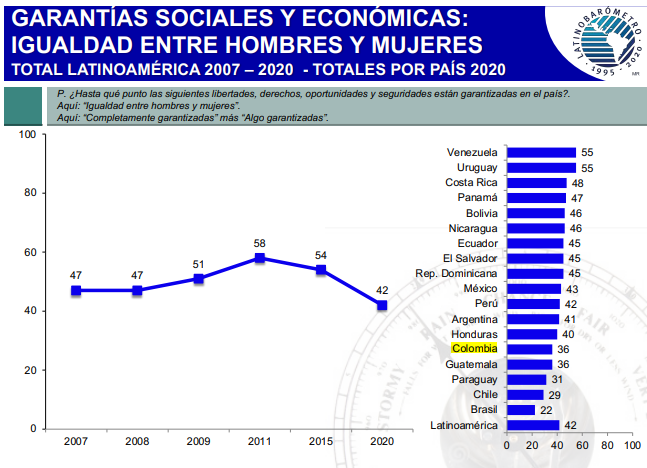 GARANTÍAS SOCIALES Y ECONÓMICAS:
IGUALDAD ENTRE HOMBRES Y MUJERES
TOTAL LATINOAMÉRICA 2007 – 2020 - TOTALES POR PAÍS 2020
LATINOBARÓMETRO
1995 - 2020
MR
P. ¿Hasta qué punto las siguientes libertades, derechos, oportunidades y seguridades están garantizadas en el país?.
Aquí: “Igualdad entre hombres y mujeres”.
Aquí: “Completamente garantizadas” más “Algo garantizadas”.
100
80
60
40
20
0
47
47
51
58
54
42
2007
2008
2009
2011
2015
2020
Venezuela 55
Uruguay 55
Costa Rica 48
Panamá 47
Bolivia 46
Nicaragua 46
Ecuador 45
El Salvador 45
Rep. Dominicana 45
México 43
Perú 42
Argentina 41
Honduras 40
Colombia 36
Guatemala 36
Paraguay 31
Chile 29
Brasil 22
Latinoamérica 42
0 20 40 60 80 100
STORMY
RAIN
CHANGE
FAIR